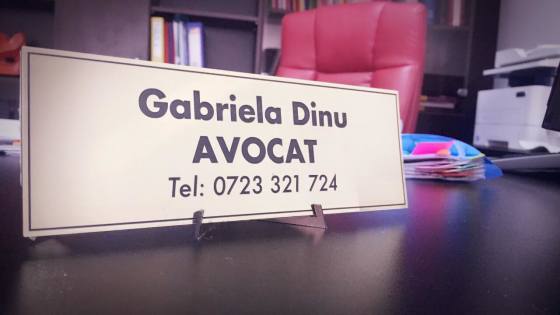 Gabriela Dinu
AVOCAT
Tel: 0723 321 724